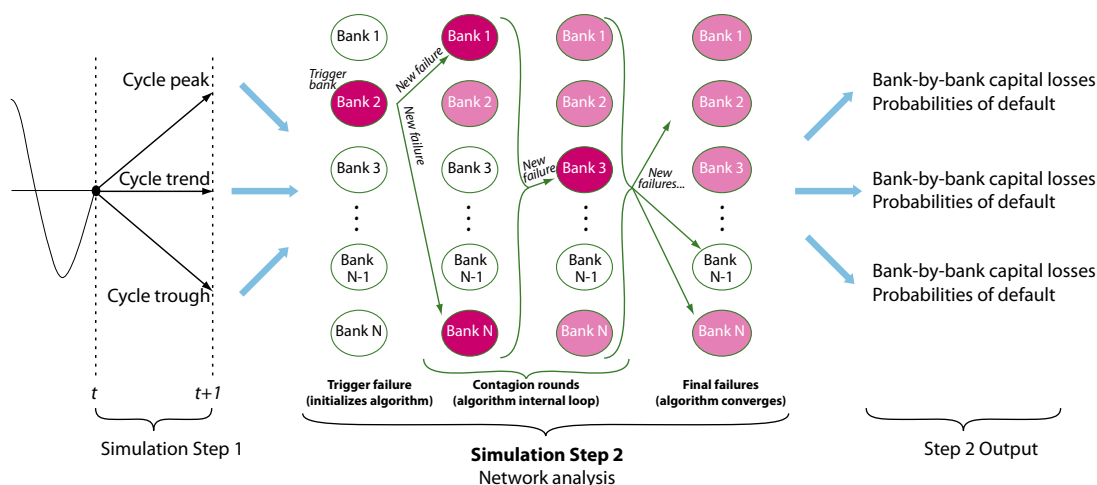 Cycle peak
Cycle trend
Cycle trough
t
t+1
Simulation Step 1
Bank 1
Trigger
bank
Bank 2
Bank 3
Bank
N-1
Bank N
Trigger failure
(initializes algorithm)
New failure
New failure
Bank 1
Bank 2
Bank 3
Bank
N-1
Bank N
New
failure
Bank 1
Bank 2
Bank 3
Bank
N-1
Bank N
Contagion rounds
(algorithm internal loop)
New
failures...
Bank 1
Bank 2
Bank 3
Bank
N-1
Bank N
Final failures
(algorithm converges)
Simulation Step 2
Network analysis
Bank-by-bank capital losses
Probabilities of default
Bank-by-bank capital losses
Probabilities of default
Bank-by-bank capital losses
Probabilities of default
Step 2 Output